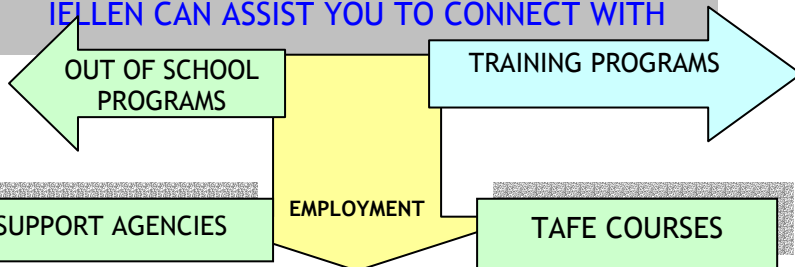 IELLEN CAN ASSIST YOU TO CONNECT WITH
OUT OF SCHOOL
PROGRAMS
TRAINING PROGRAMS
SUPPORT AGENCIES
EMPLOYMENT
TAFE COURSES